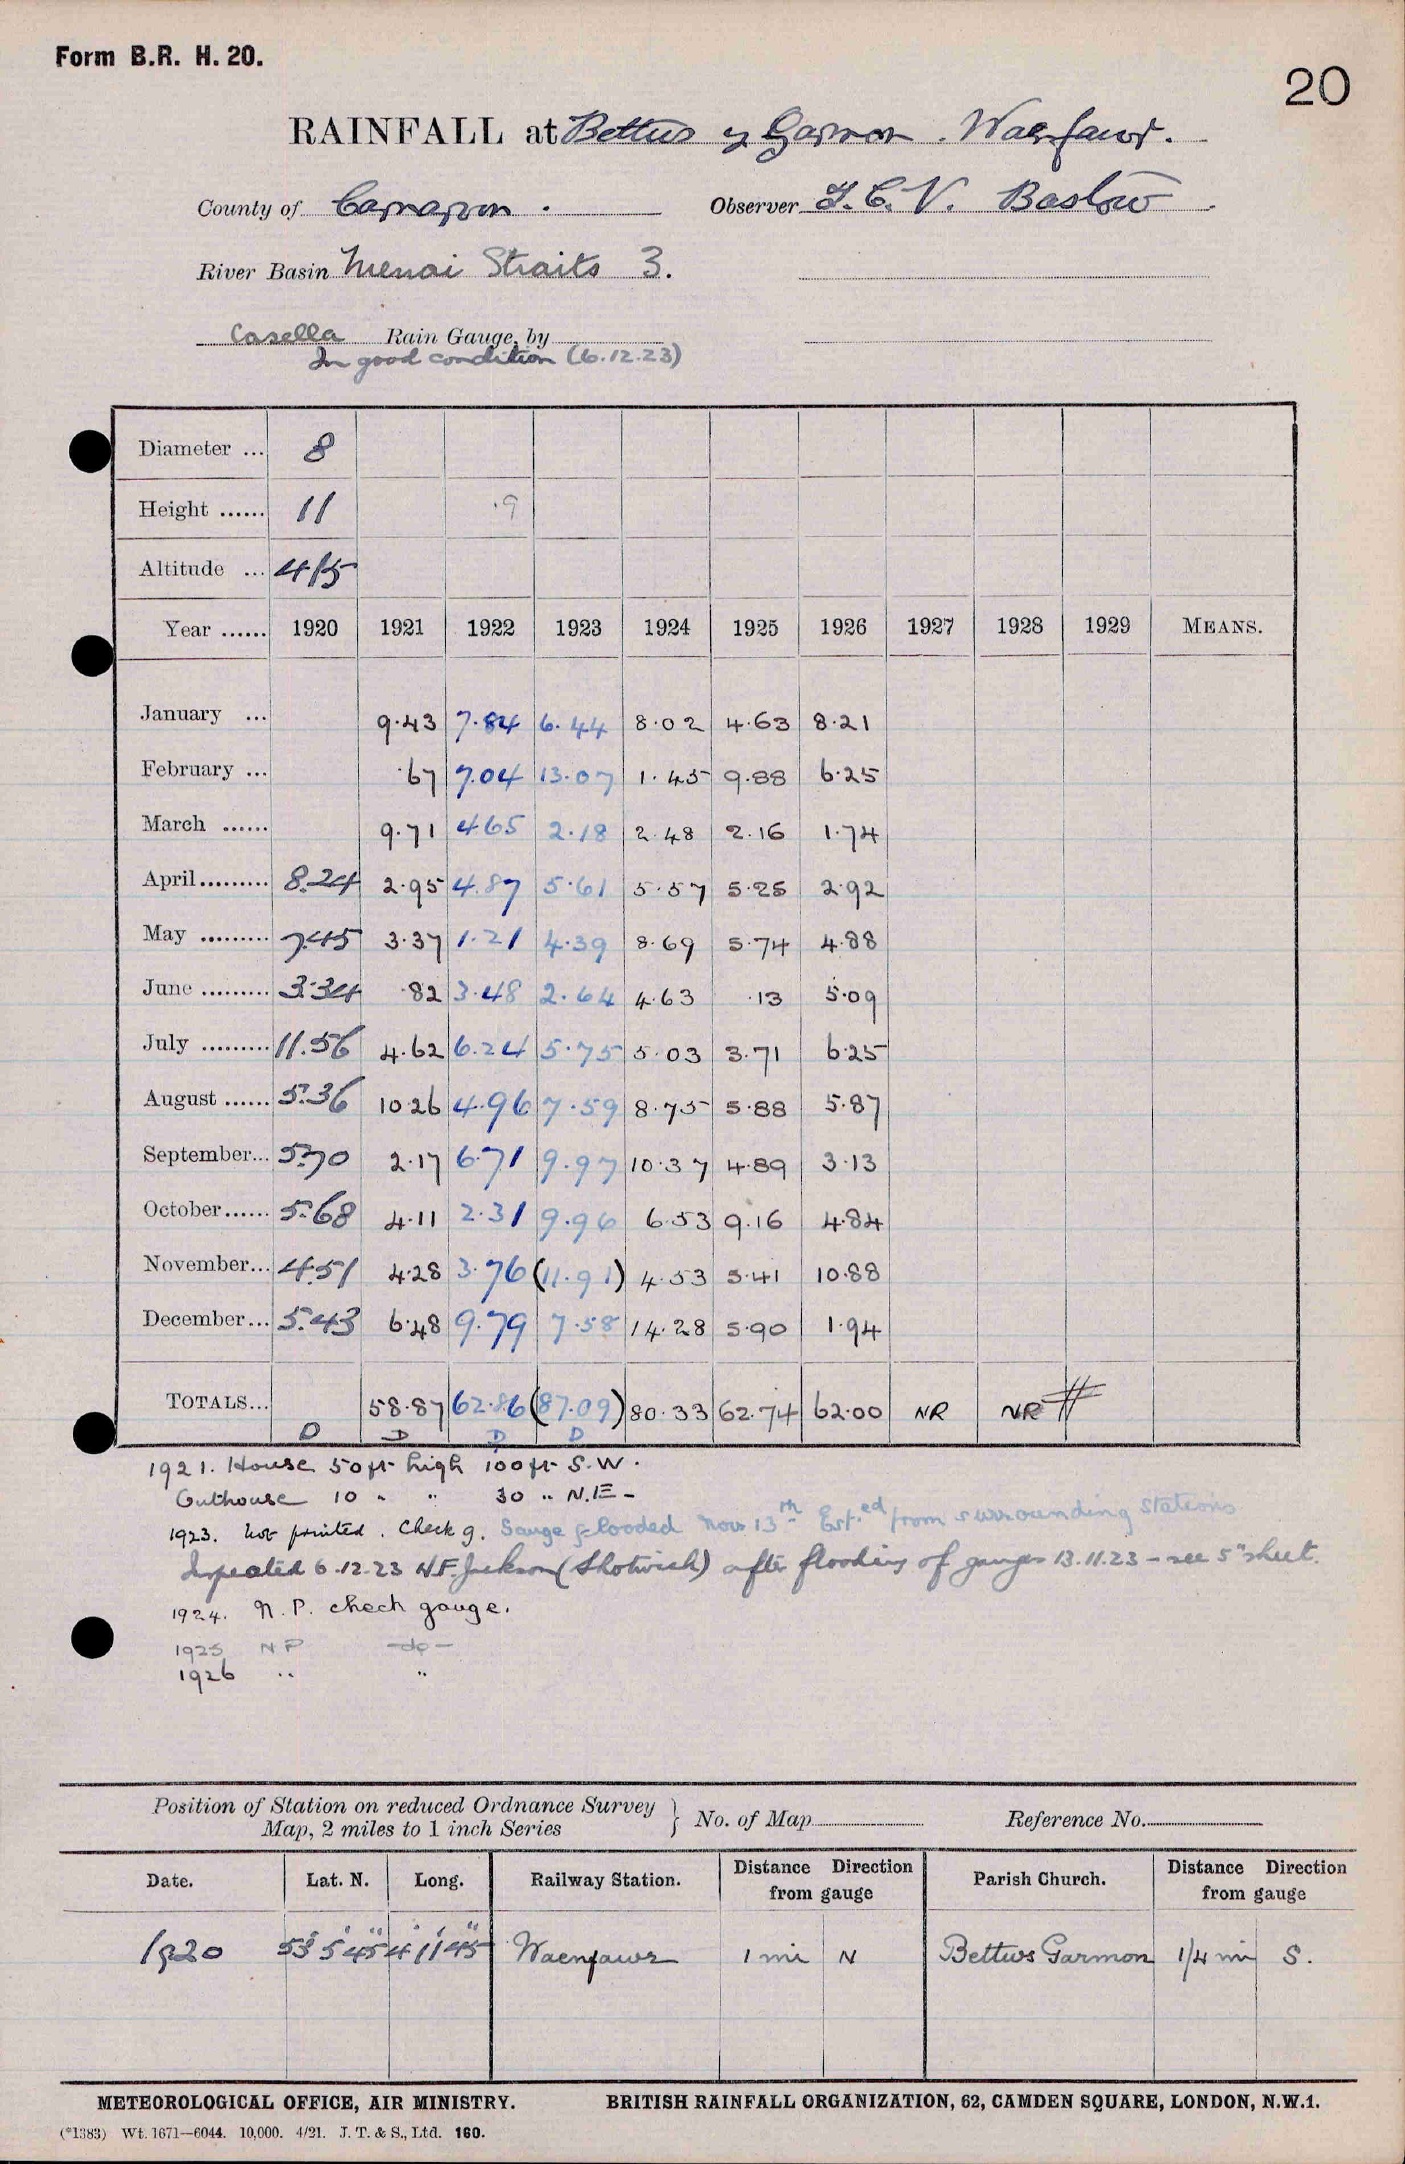 Form B.R. H. 20.
20
RAINFALL at Bettws y Garmon. Waenfawr.
County of Carnarvon. Observer
River Basin Menai Straits 3.
Casella Rain Gauge, by
In good condition (6.12.23)
Diameter ... 8
Height ...... 11 .9
Altitude ... 415
Year ...... 1920 1921 1922 1923 1924 1925 1926 1927 1928 1929 MEANS.
January ... 9.43 7.84 6.44 8.02 4.63 8.21
February ... .67 7.04 13.07 1.45 9.88 6.25
March ...... 9.71 4.65 2.18 2.48 2.16 1.74
April......... 8.24 2.95 4.87 5.61 5.57 5.25 2.92
May ......... 7.45 3.37 1.21 4.39 8.69 5.74 4.88
June ......... 3.34 .82 3.48 2.64 4.63 .13 5.09
July ......... 11.56 4.62 6.24 5.75 5.03 3.71 6.25
August ...... 5.36 10.26 4.96 7.59 8.75 5.88 5.87
September... 5.70 2.17 6.71 9.97 10.37 4.89 3.13
October...... 5.68 4.11 2.31 9.96 6.53 9.16 4.84
November... 4.51 4.28 3.76 (11.91) 4.53 5.41 10.88
December... 5.43 6.48 9.79 7.58 14.28 5.90 1.94
TOTALS... 58.87 62.86 (87.09) 80.33 62.74 62.00 NR NR #
D D D D
1921. House 50 ft high 100 ft S.W.
Outhouse 10 " " 30 " N.E -
1923. Not printed. Check g. Gauge flooded Nov 13th Est.ed from surrounding stations
Inspected 6.12.23 Jackson (Shotwich) after flooding of gauges 13.11.23 - see 5" sheet.
1924. N.P. check gauge.
1925 NP -do-
1926 " "
Position of Station on reduced Ordnance Survey
Map, 2 miles to 1 inch Series } No. of Map Reference No.
Date. Lat. N. Long. Railway Station. Distance Direction from gauge Parish Church. Distance Direction from gauge
1920 53° 5' 45" 4° 11' 45" Waenfawr 1 mi N Bettws Garmon 1/4 mi S.
METEOROLOGICAL OFFICE, AIR MINISTRY. BRITISH RAINFALL ORGANIZATION, 62, CAMDEN SQUARE, LONDON, N.W.1.
(*1383) Wt. 1671—6044. 10,000. 4/21. J. T. & S., Ltd. 160.